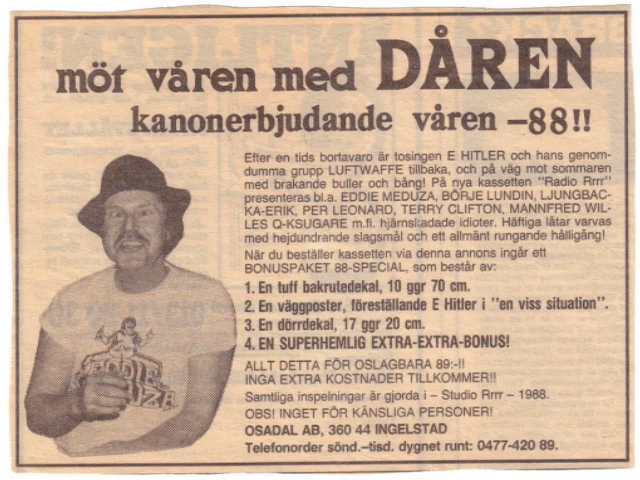 möt våren med DÅREN
kanonerbjudande våren –88!!
Efter en tids bortavaro är tosingen E HITLER och hans genom-
dumma grupp LUFTWAFFE tillbaka, och på väg mot sommaren
med brakande buller och bång! På nya kassetten "Radio Rrrr"
presenteras bl.a. EDDIE MEDUZA, BÖRJE LUNDIN, LJUNGBAC-
KA-ERIK, PER LEONARD, TERRY CLIFTON, MANNFRED WIL-
LES Q-KSUGARE m.fl. hjärnskadade idioter. Häftiga låtar varvas
med hejdundrande slagsmål och ett allmänt rungande hålligång!
När du beställer kassetten via denna annons ingår ett
BONUSPAKET 88-SPECIAL, som består av:
1. En tuff bakrutedekal, 10 ggr 70 cm.
2. En väggposter, föreställande E Hitler i "en viss situation".
3. En dörrdekal, 17 ggr 20 cm.
4. EN SUPERHEMLIG EXTRA-EXTRA-BONUS!
ALLT DETTA FÖR OSLAGBARA 89:-!!
INGA EXTRA KOSTNADER TILLKOMMER!!
Samtliga inspelningar är gjorda i – Studio Rrrr – 1988.
OBS! INGET FÖR KÄNSLIGA PERSONER!
OSADAL AB, 360 44 INGELSTAD
Telefonorder sönd.–tisd. dygnet runt: 0477-420 89.